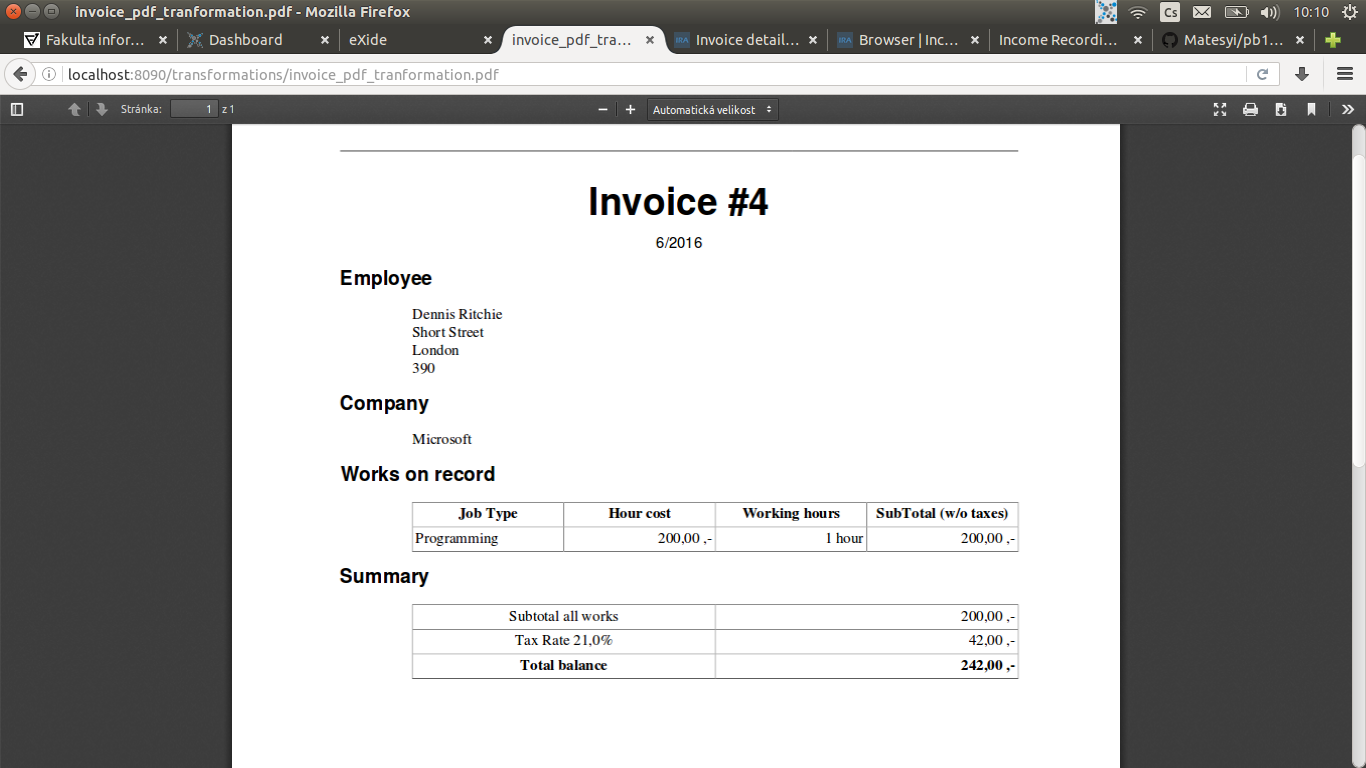 invoice_pdf_tranformation.pdf - Mozilla Firefox
Cs
10:10
Fakulta infor...
Dashboard
eXide
invoice_pdf_tra...
IRA Invoice detail...
IRA Browser | Inc...
Income Recordi...
Matesyi/pb1...
localhost:8090/transformations/invoice_pdf_tranformation.pdf
Stránka: 1 z 1
Automatická velikost
Invoice #4
6/2016
Employee
Dennis Ritchie
Short Street
London
390
Company
Microsoft
Works on record
Job Type Hour cost Working hours SubTotal (w/o taxes)
Programming 200,00 ,- 1 hour 200,00 ,-
Summary
Subtotal all works 200,00 ,-
Tax Rate 21,0% 42,00 ,-
Total balance 242,00 ,-